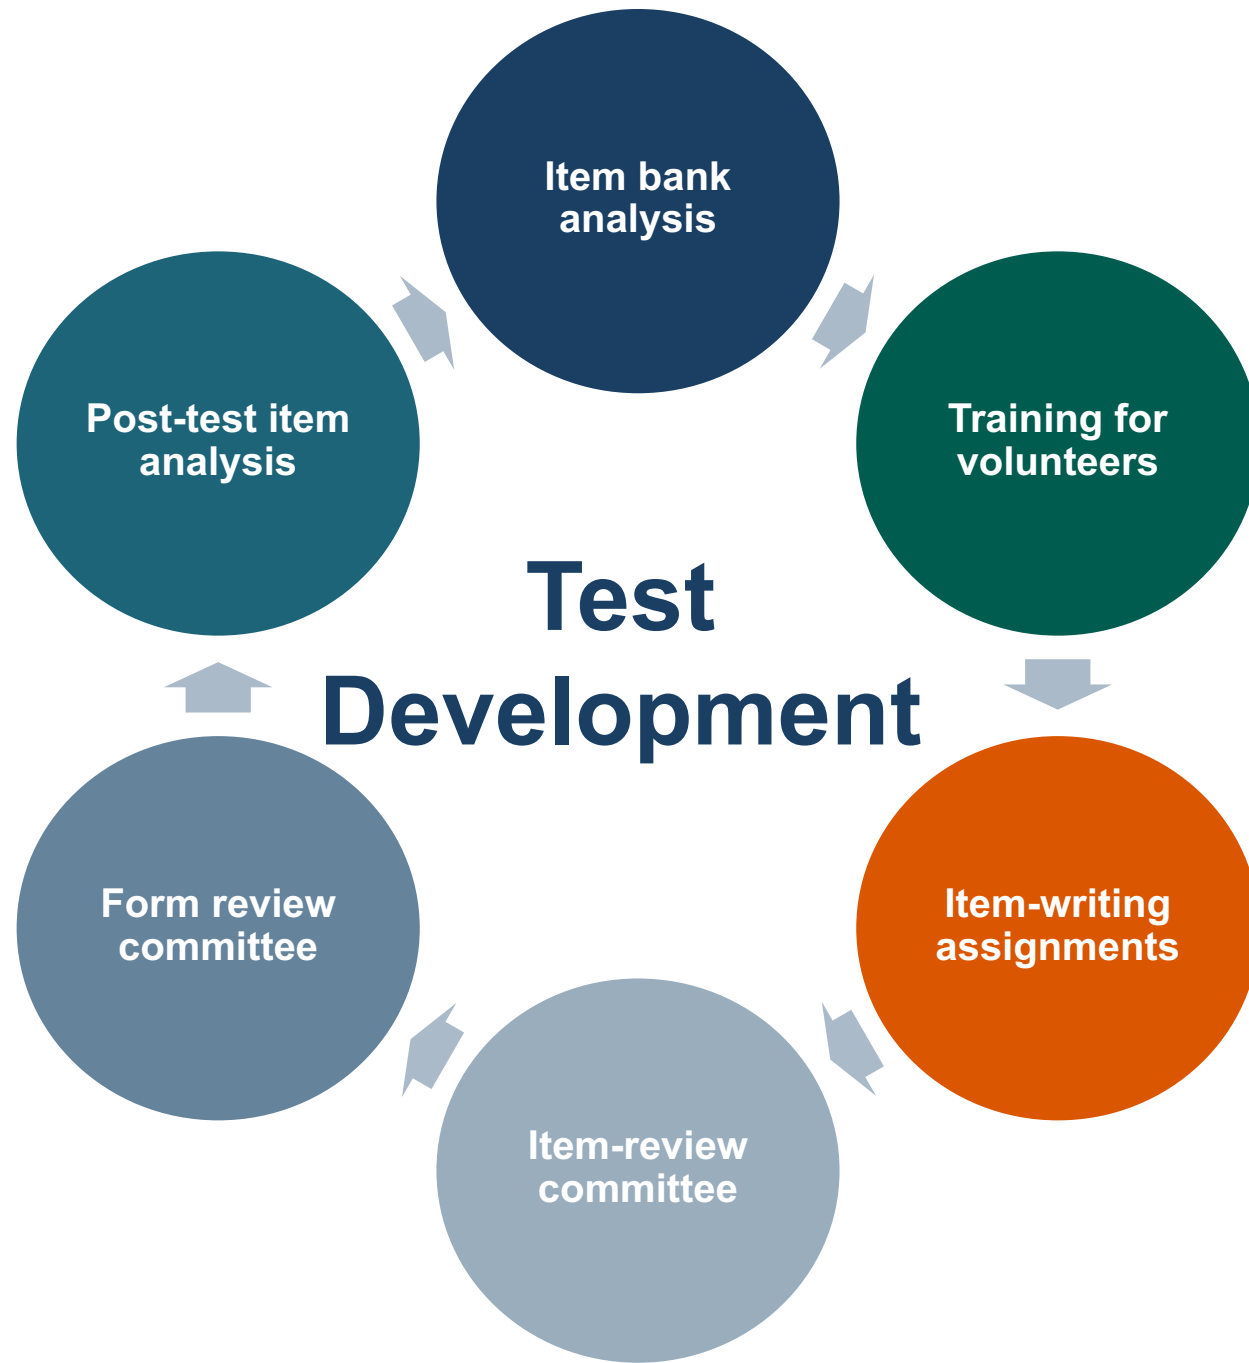 Item bank
analysis
Training for
volunteers
Item-writing
assignments
Item-review
committee
Form review
committee
Post-test item
analysis
Test
Development